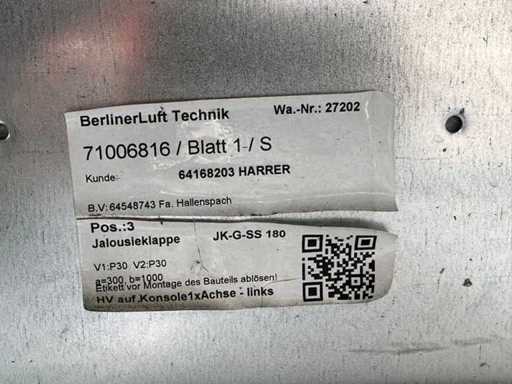 BerlinerLuft Technik Wa.-Nr.: 27202
71006816 / Blatt 1 / S
Kunde: 64168203 HARRER
B.V: 64548743 Fa. Hallenspach
Pos.:3
Jalousieklappe JK-G-SS 180
V1:P30 V2:P30
a=300, b=1000
Etikett vor Montage des Bauteils ablösen!
HV auf Konsole1xAchse - links